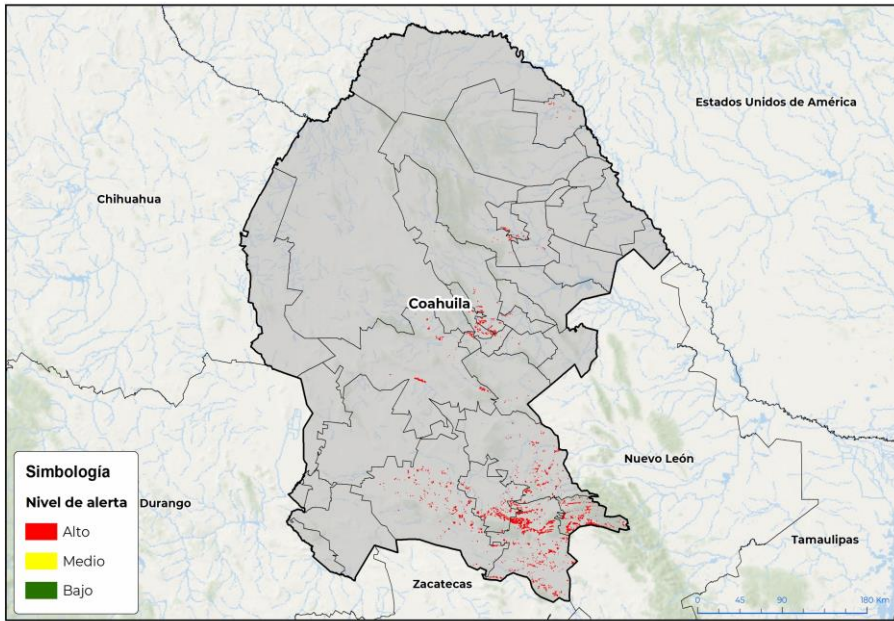 Estados Unidos de América
Chihuahua
Coahuila
Nuevo León
Simbología
Nivel de alerta
Durango
Alto
Medio
Bajo
Tamaulipas
Zacatecas
0 45 90 180 Km